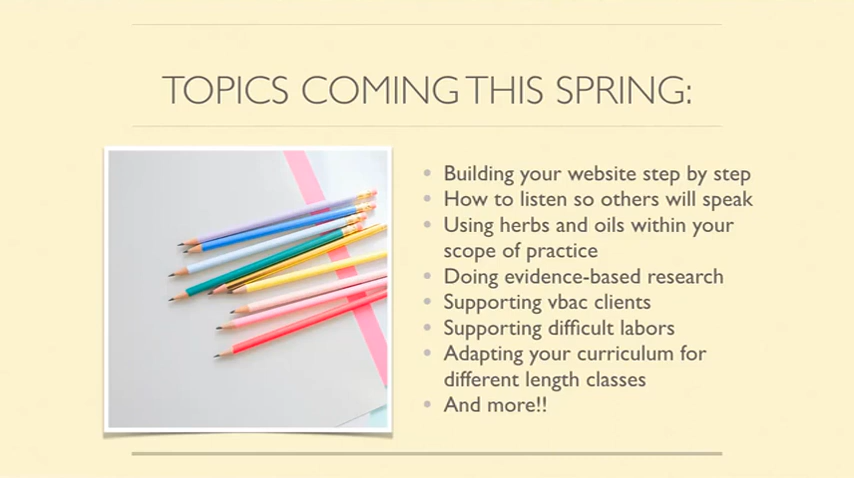 TOPICS COMING THIS SPRING:
• Building your website step by step
• How to listen so others will speak
• Using herbs and oils within your
scope of practice
• Doing evidence-based research
• Supporting vbac clients
• Supporting difficult labors
• Adapting your curriculum for
different length classes
• And more!!